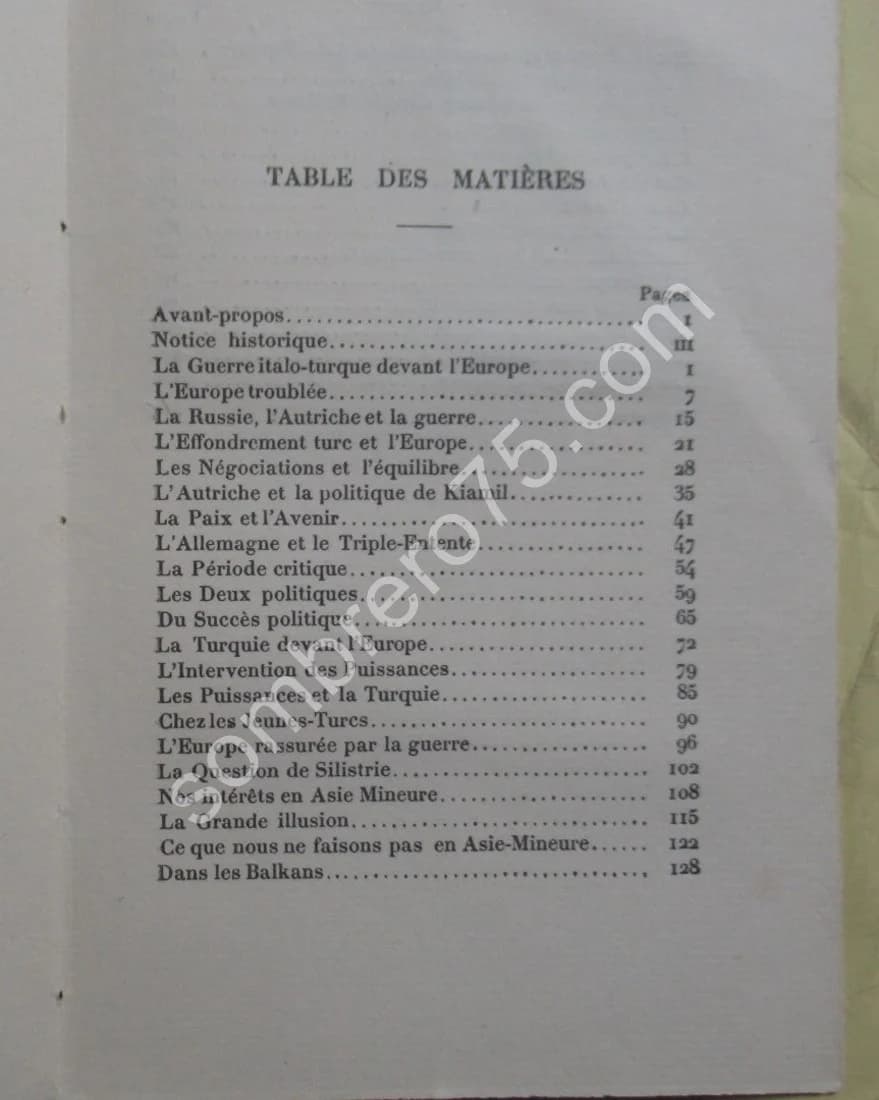 TABLE DES MATIÈRES
Pages
Avant-propos.................................... I
Notice historique................................ III
La Guerre italo-turque devant l'Europe............ 1
L'Europe troublée................................ 7
La Russie, l'Autriche et la guerre................. 15
L'Effondrement turc et l'Europe.................. 21
Les Négociations et l'équilibre................... 28
L'Autriche et la politique de Kiamil.............. 35
La Paix et l'Avenir.............................. 41
L'Allemagne et le Triple-Entente................. 47
La Période critique.............................. 54
Les Deux politiques............................. 59
Du Succès politique............................. 65
La Turquie devant l'Europe...................... 72
L'Intervention des Puissances.................... 79
Les Puissances et la Turquie..................... 85
Chez les Jeunes-Turcs............................ 90
L'Europe rassurée par la guerre.................. 96
La Question de Silistrie.......................... 102
Nos intérêts en Asie Mineure..................... 108
La Grande illusion............................... 115
Ce que nous ne faisons pas en Asie-Mineure...... 122
Dans les Balkans................................. 128
sombrero75.com